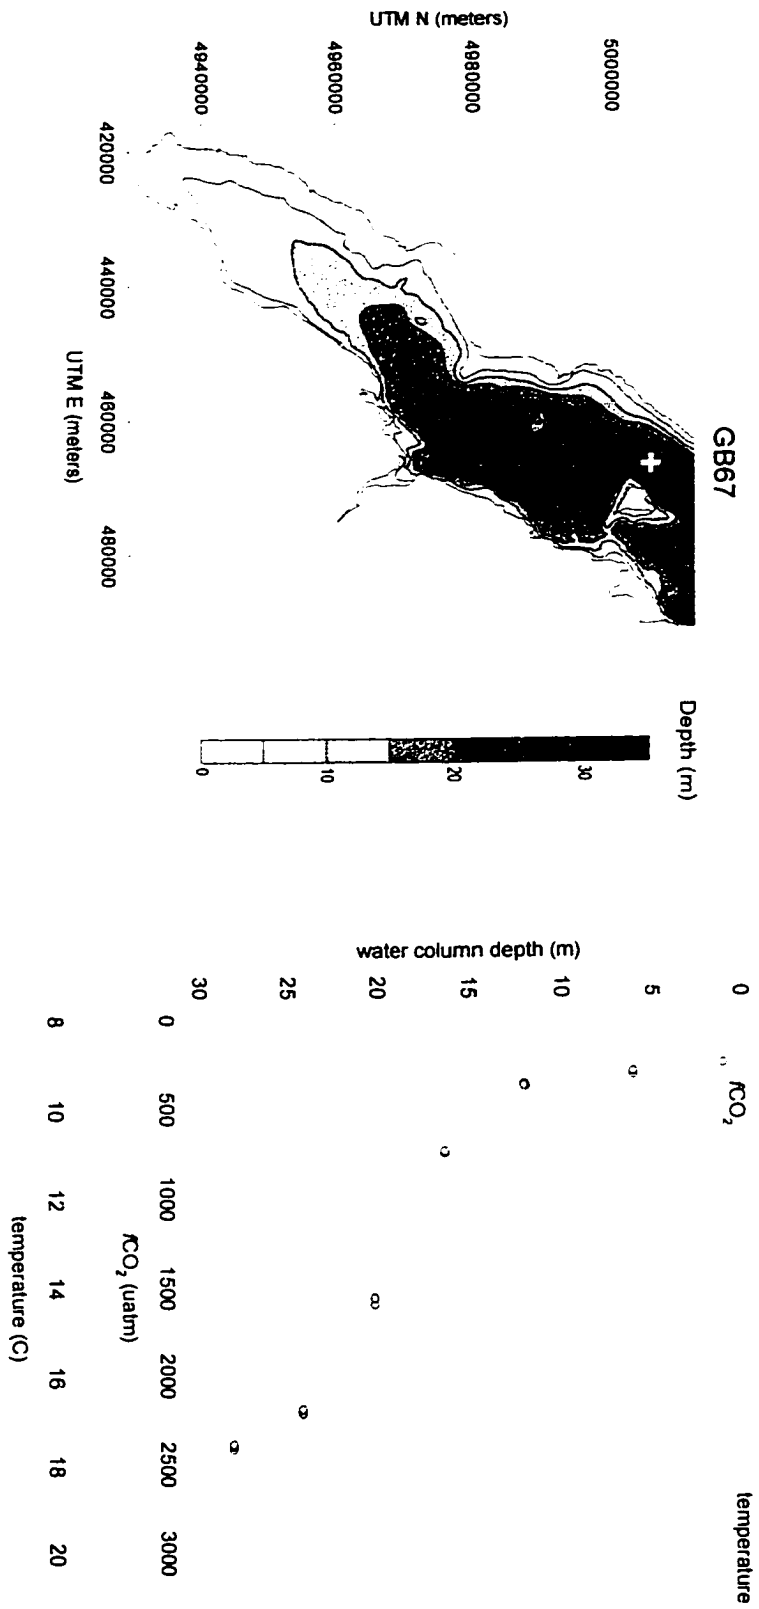 GB67
UTM N (meters)
5000000
4980000
4960000
4940000
420000 440000 460000 480000
UTM E (meters)
Depth (m)
0 10 20 30
fCO₂
temperature
water column depth (m)
0
5
10
15
20
25
30
0 500 1000 1500 2000 2500 3000
fCO₂ (uatm)
8 10 12 14 16 18 20
temperature (C)